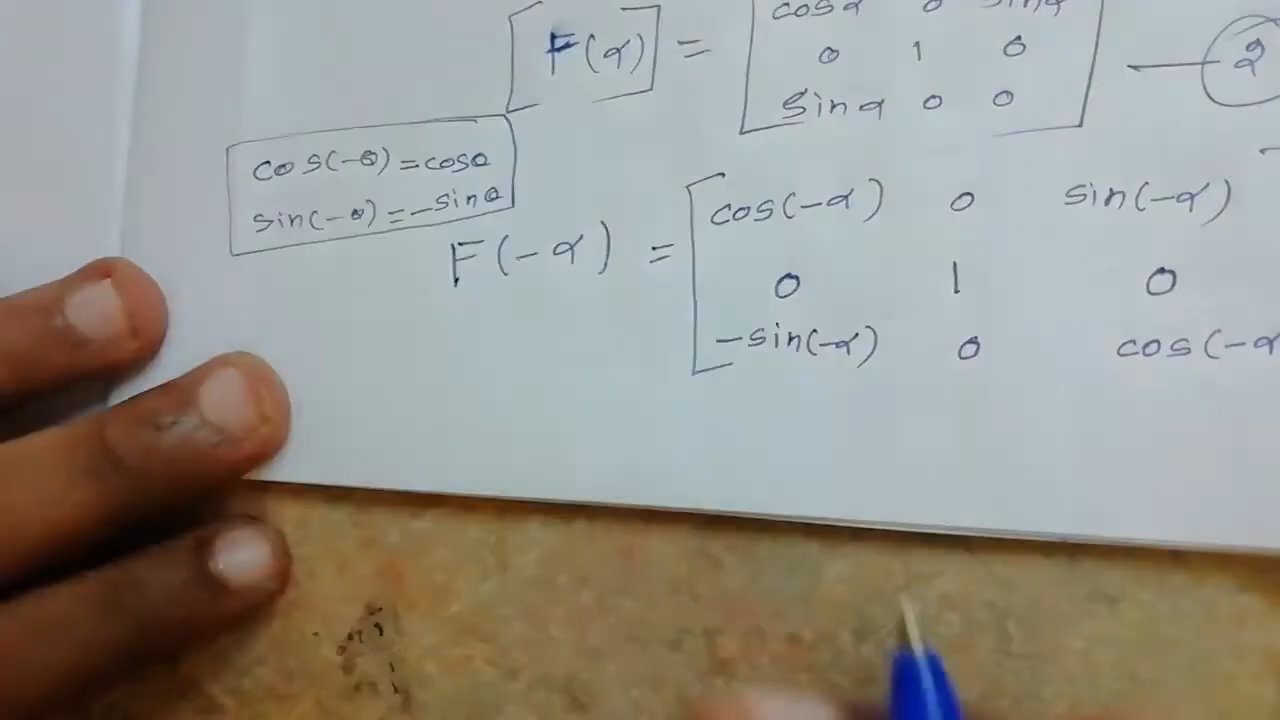 cosα 0 sinα
[F(α)] = 0 1 0 — 2
sinα 0 0
cos(-θ) = cosθ
sin(-θ) = -sinθ
cos(-α) 0 sin(-α)
F(-α) = 0 1 0
-sin(-α) 0 cos(-α